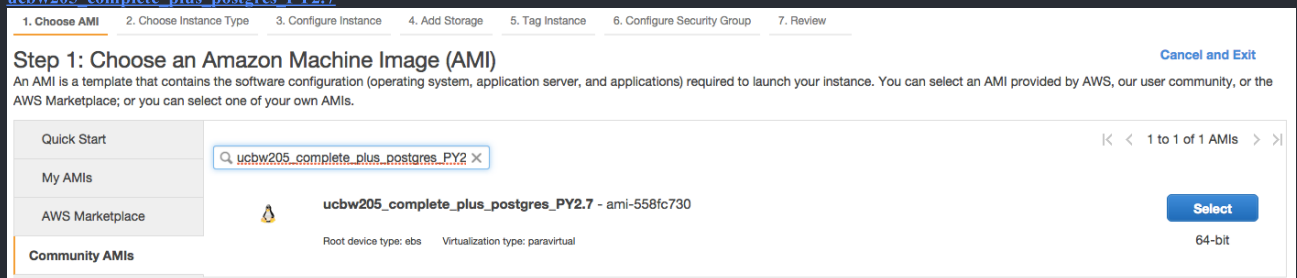 ucbw205_complete_plus_postgres_PY2.7
1. Choose AMI 2. Choose Instance Type 3. Configure Instance 4. Add Storage 5. Tag Instance 6. Configure Security Group 7. Review
Step 1: Choose an Amazon Machine Image (AMI)
Cancel and Exit
An AMI is a template that contains the software configuration (operating system, application server, and applications) required to launch your instance. You can select an AMI provided by AWS, our user community, or the
AWS Marketplace; or you can select one of your own AMIs.
Quick Start
My AMIs
AWS Marketplace
Community AMIs
ucbw205_complete_plus_postgres_PY2
1 to 1 of 1 AMIs
ucbw205_complete_plus_postgres_PY2.7 - ami-558fc730
Root device type: ebs Virtualization type: paravirtual
Select
64-bit